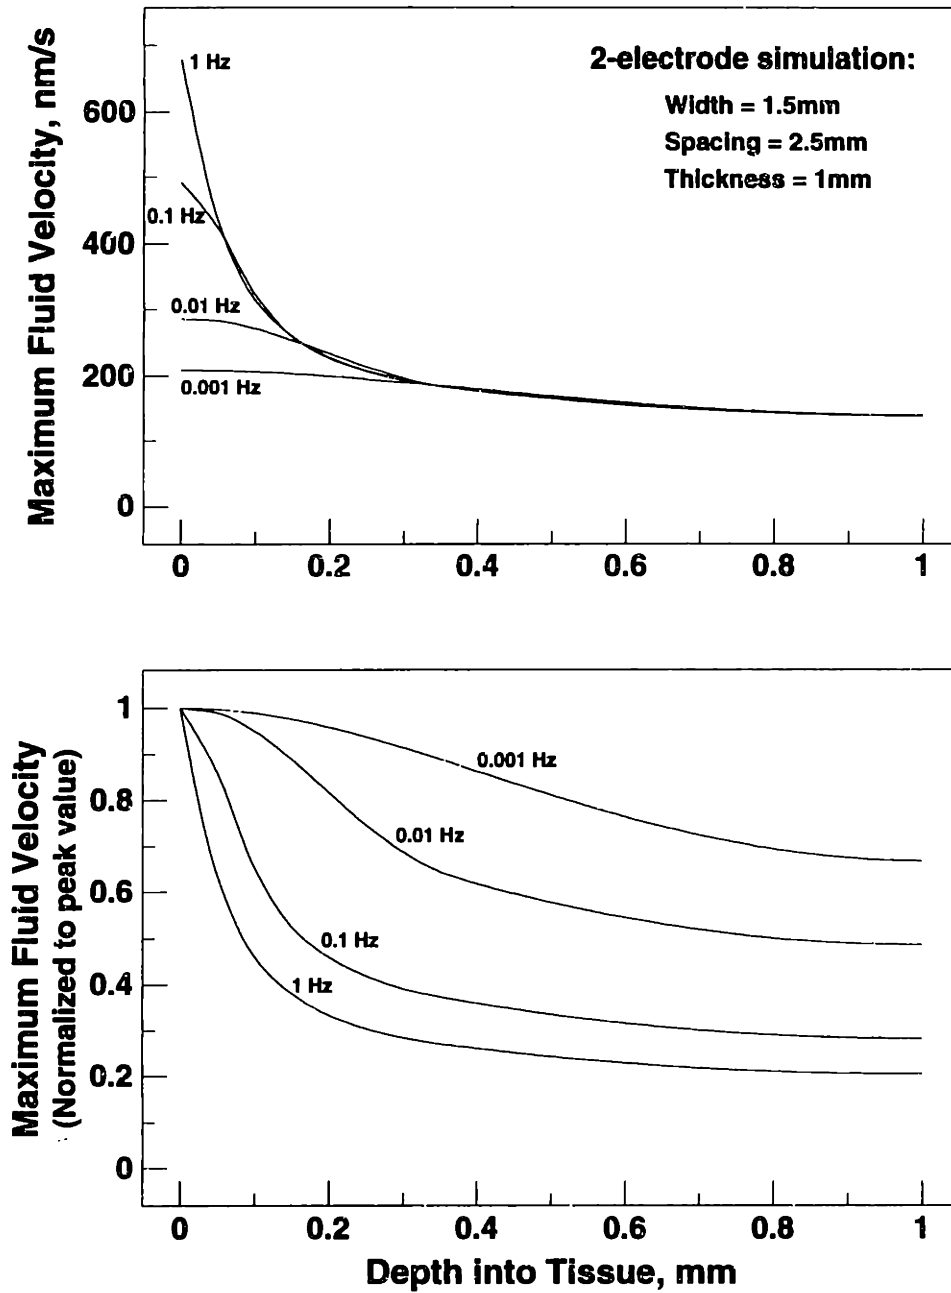 Maximum Fluid Velocity, nm/s
600
400
200
0
1 Hz
0.1 Hz
0.01 Hz
0.001 Hz
2-electrode simulation:
Width = 1.5mm
Spacing = 2.5mm
Thickness = 1mm
0 0.2 0.4 0.6 0.8 1
Maximum Fluid Velocity
(Normalized to peak value)
1
0.8
0.6
0.4
0.2
0
0.001 Hz
0.01 Hz
0.1 Hz
1 Hz
0 0.2 0.4 0.6 0.8 1
Depth into Tissue, mm